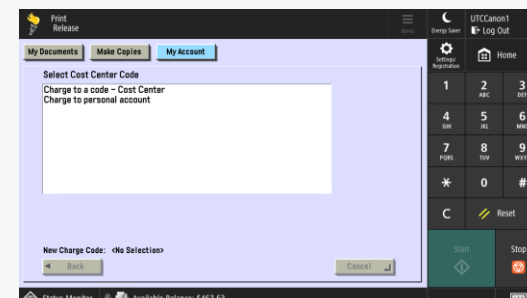 Print
Release
Menu
Energy Saver
UTCCanon1
Log Out
My Documents
Make Copies
My Account
Settings/
Registration
Home
Select Cost Center Code
Charge to a code – Cost Center
Charge to personal account
1
2
ABC
3
DEF
4
GHI
5
JKL
6
MNO
7
PQRS
8
TUV
9
WXY
*
0
#
C
Reset
Start
Stop
New Charge Code: <No Selection>
Back
Cancel
Status Monitor
Available Balance: £467.63